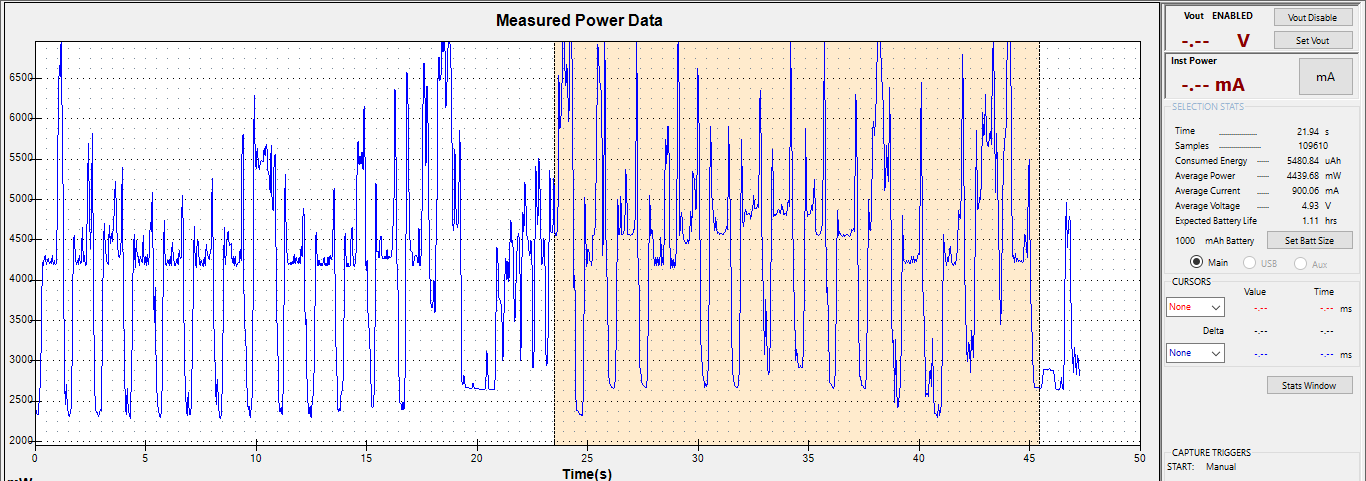 Measured Power Data
6500
6000
5500
5000
4500
4000
3500
3000
2500
2000
0 5 10 15 20 25 30 35 40 45 50
Time(s)
Vout ENABLED
Vout Disable
-.-- V
Set Vout
Inst Power
-.-- mA
mA
SELECTION STATS
Time 21.94 s
Samples 109610
Consumed Energy 5480.84 uAh
Average Power 4439.68 mW
Average Current 900.06 mA
Average Voltage 4.93 V
Expected Battery Life 1.11 hrs
1000 mAh Battery Set Batt Size
Main USB Aux
CURSORS
Value Time
None -.-- -.-- ms
Delta -.-- -.--
None -.-- -.-- ms
Stats Window
CAPTURE TRIGGERS
START: Manual